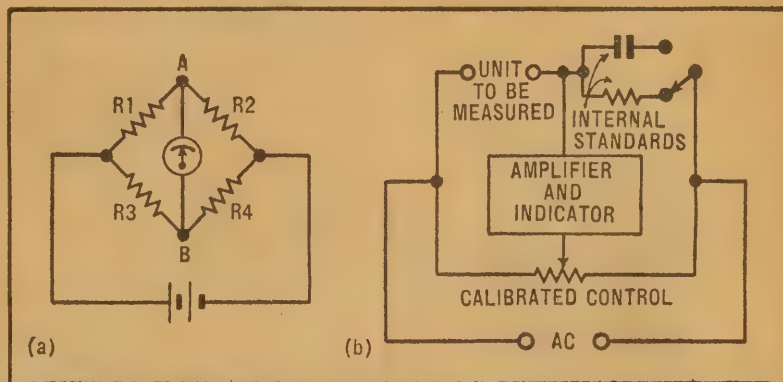 A
R1
R2
R3
R4
B
(a)
UNIT
TO BE
MEASURED
INTERNAL
STANDARDS
AMPLIFIER
AND
INDICATOR
CALIBRATED CONTROL
(b)
AC